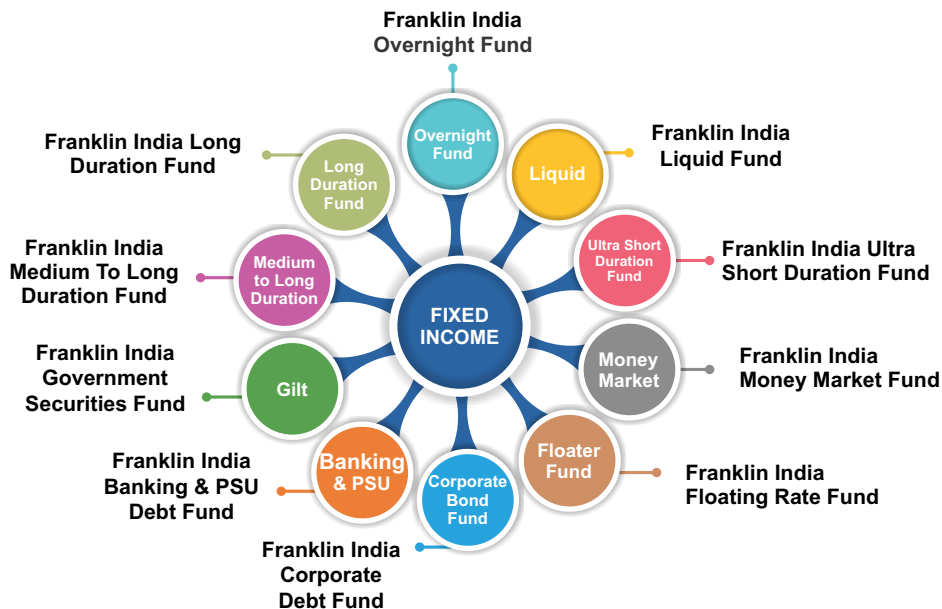 Franklin India
Overnight Fund
Overnight
Fund
Franklin India
Liquid Fund
Liquid
Franklin India Ultra
Short Duration Fund
Ultra Short
Duration
Fund
Franklin India
Money Market Fund
Money
Market
Franklin India
Floating Rate Fund
Floater
Fund
Franklin India
Corporate
Debt Fund
Corporate
Bond
Fund
Franklin India
Banking & PSU
Debt Fund
Banking
& PSU
Franklin India
Government
Securities Fund
Gilt
Franklin India
Medium To Long
Duration Fund
Medium
to Long
Duration
Franklin India Long
Duration Fund
Long
Duration
Fund
FIXED
INCOME